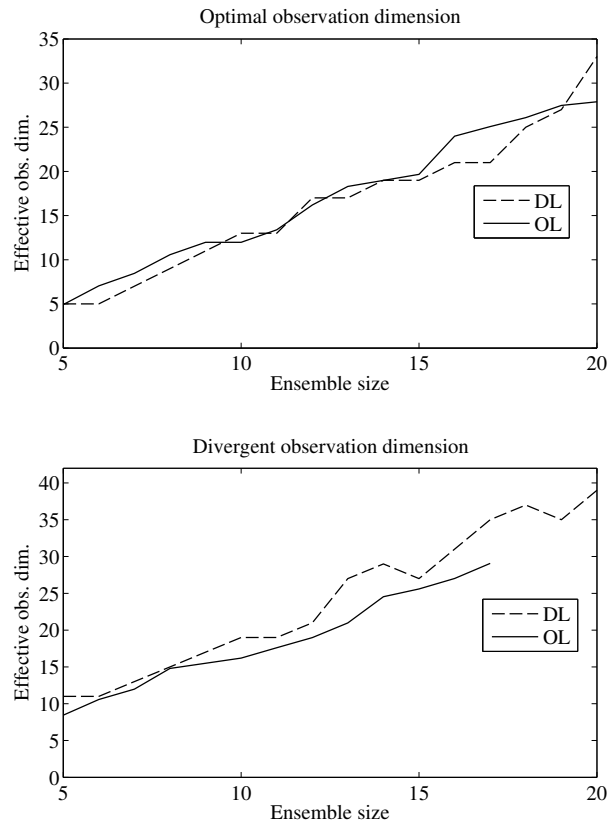 Optimal observation dimension
35
30
25
20
15
10
5
0
Effective obs. dim.
DL
OL
5 10 15 20
Ensemble size
Divergent observation dimension
40
35
30
25
20
15
10
5
0
Effective obs. dim.
DL
OL
5 10 15 20
Ensemble size